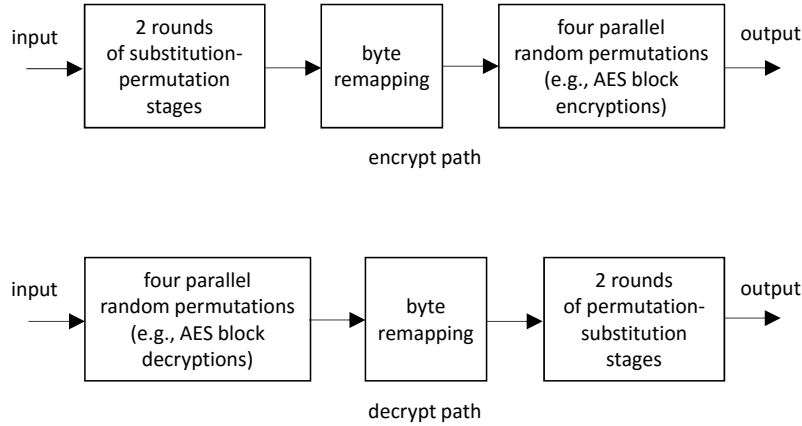 input
2 rounds
of substitution-
permutation
stages
byte
remapping
four parallel
random permutations
(e.g., AES block
encryptions)
output
encrypt path
input
four parallel
random permutations
(e.g., AES block
decryptions)
byte
remapping
2 rounds
of permutation-
substitution
stages
output
decrypt path